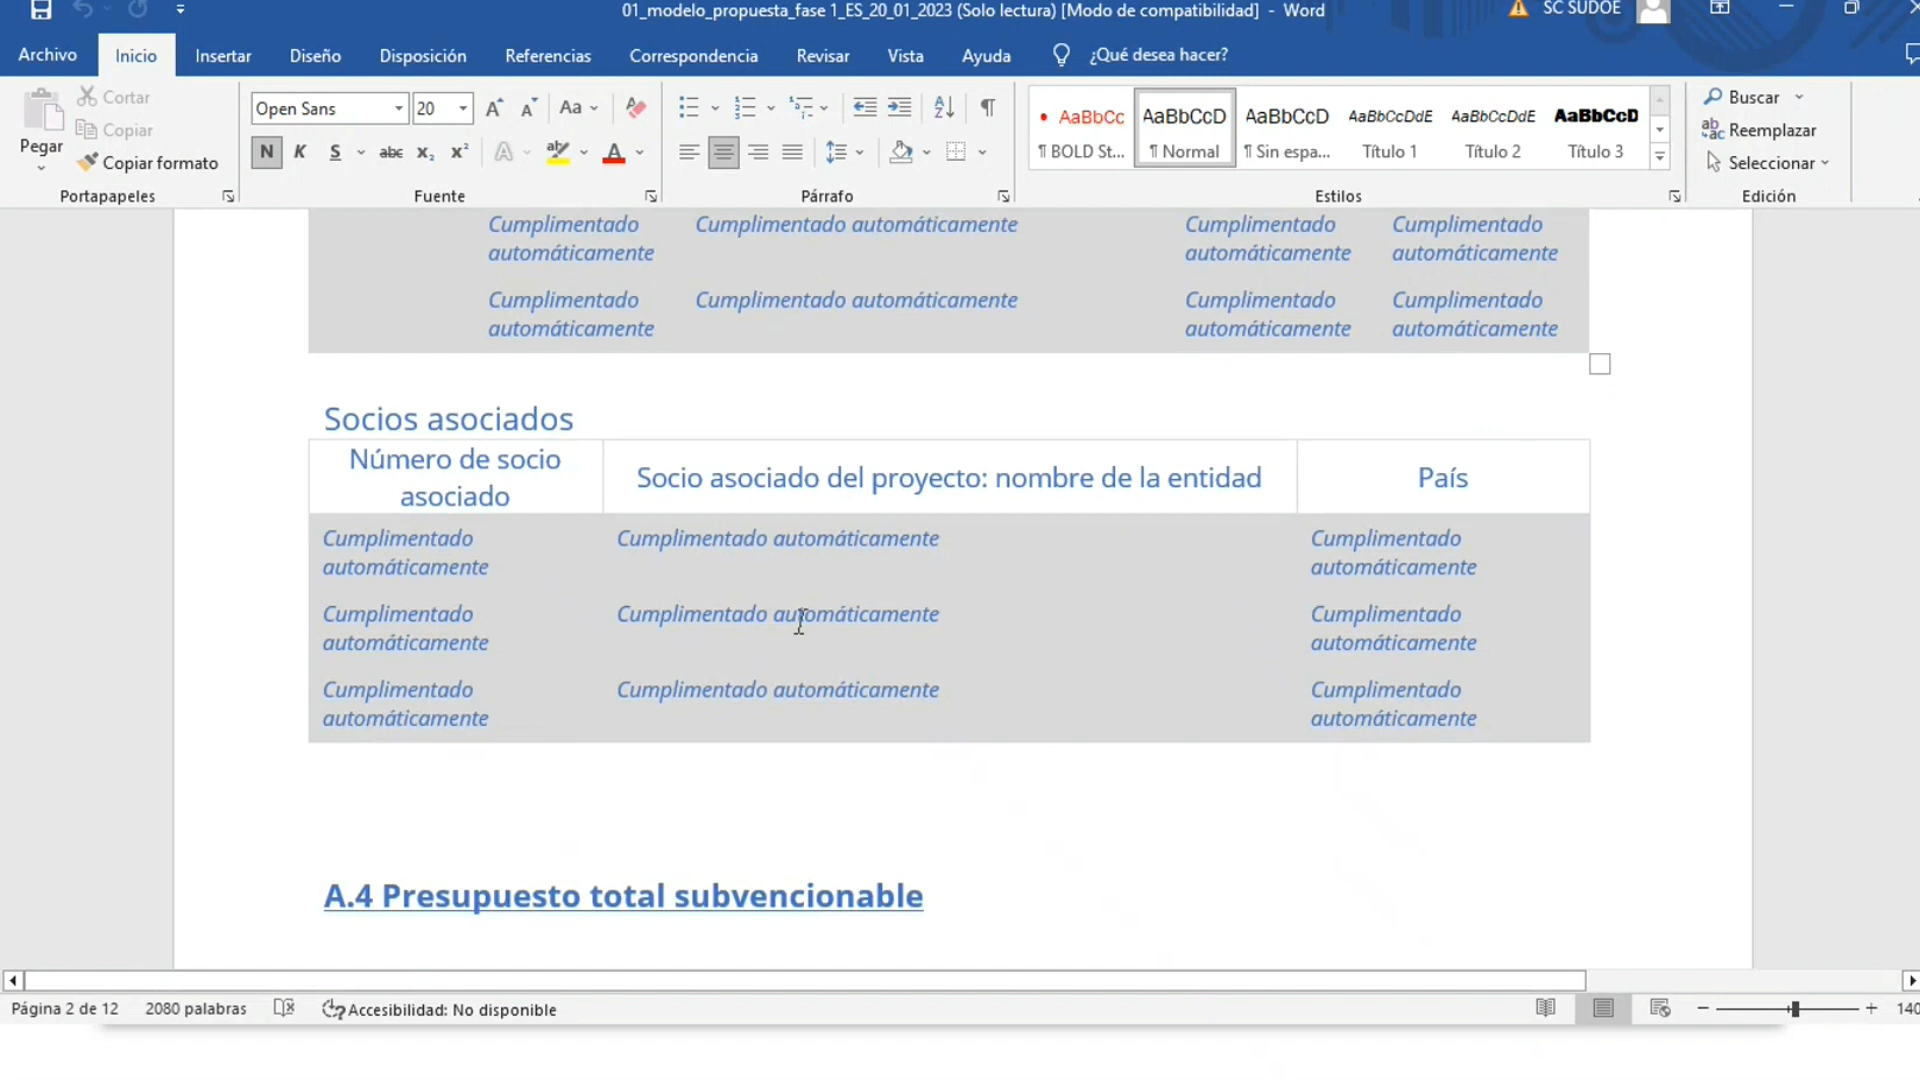 01_modelo_propuesta_fase 1_ES_20_01_2023 (Solo lectura) [Modo de compatibilidad] - Word
SC SUDOE
Archivo Inicio Insertar Diseño Disposición Referencias Correspondencia Revisar Vista Ayuda ¿Qué desea hacer?
Pegar
Cortar
Copiar
Copiar formato
Portapapeles
Open Sans 20
N K S abc x₂ x²
Aa
A
Fuente
Párrafo
AaBbCc AaBbCcD AaBbCcD AaBbCcDdE AaBbCcDdE AaBbCcD
¶ BOLD St... ¶ Normal ¶ Sin espa... Título 1 Título 2 Título 3
Estilos
Buscar
Reemplazar
Seleccionar
Edición
Cumplimentado Cumplimentado automáticamente Cumplimentado Cumplimentado
automáticamente automáticamente automáticamente
Cumplimentado Cumplimentado automáticamente Cumplimentado Cumplimentado
automáticamente automáticamente automáticamente
Socios asociados
Número de socio
asociado
Socio asociado del proyecto: nombre de la entidad
País
Cumplimentado Cumplimentado automáticamente Cumplimentado
automáticamente automáticamente
Cumplimentado Cumplimentado automáticamente Cumplimentado
automáticamente automáticamente
Cumplimentado Cumplimentado automáticamente Cumplimentado
automáticamente automáticamente
A.4 Presupuesto total subvencionable
Página 2 de 12 2080 palabras Accesibilidad: No disponible 140